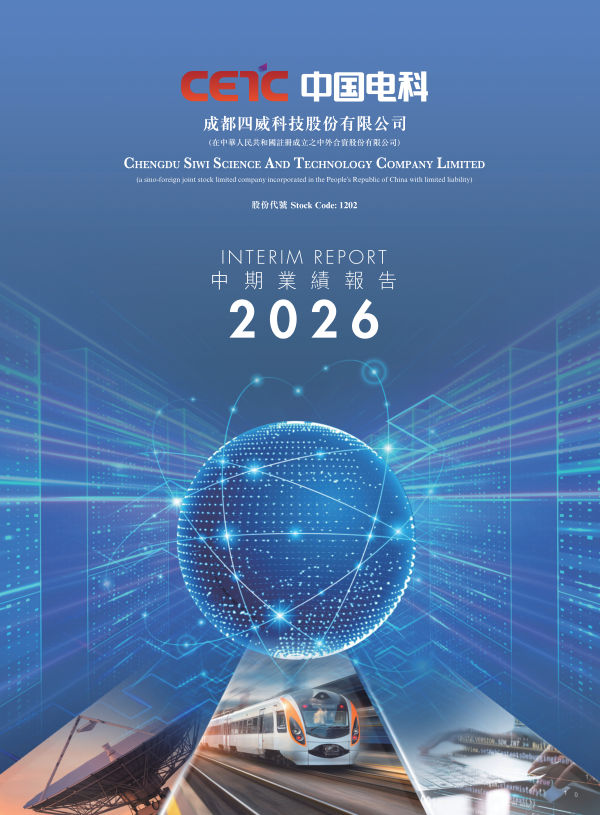 CETC 中国电科
成都四威科技股份有限公司
(在中華人民共和國註冊成立之中外合資股份有限公司)
CHENGDU SIWI SCIENCE AND TECHNOLOGY COMPANY LIMITED
(a sino-foreign joint stock limited company incorporated in the People's Republic of China with limited liability)
股份代號 Stock Code: 1202
INTERIM REPORT
中期業績報告
2026